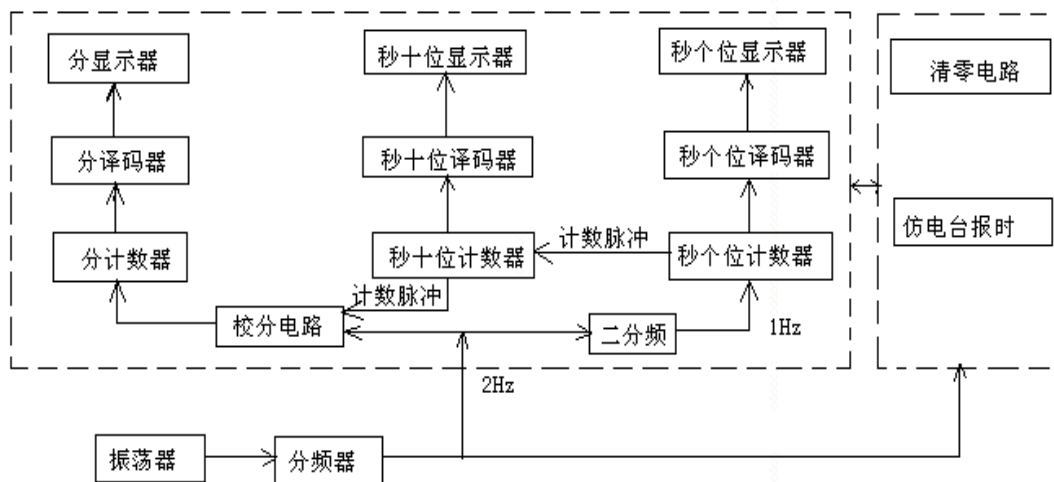 分显示器
秒十位显示器
秒个位显示器
清零电路
分译码器
秒十位译码器
秒个位译码器
仿电台报时
分计数器
秒十位计数器
计数脉冲
秒个位计数器
计数脉冲
校分电路
二分频
1Hz
2Hz
振荡器
分频器